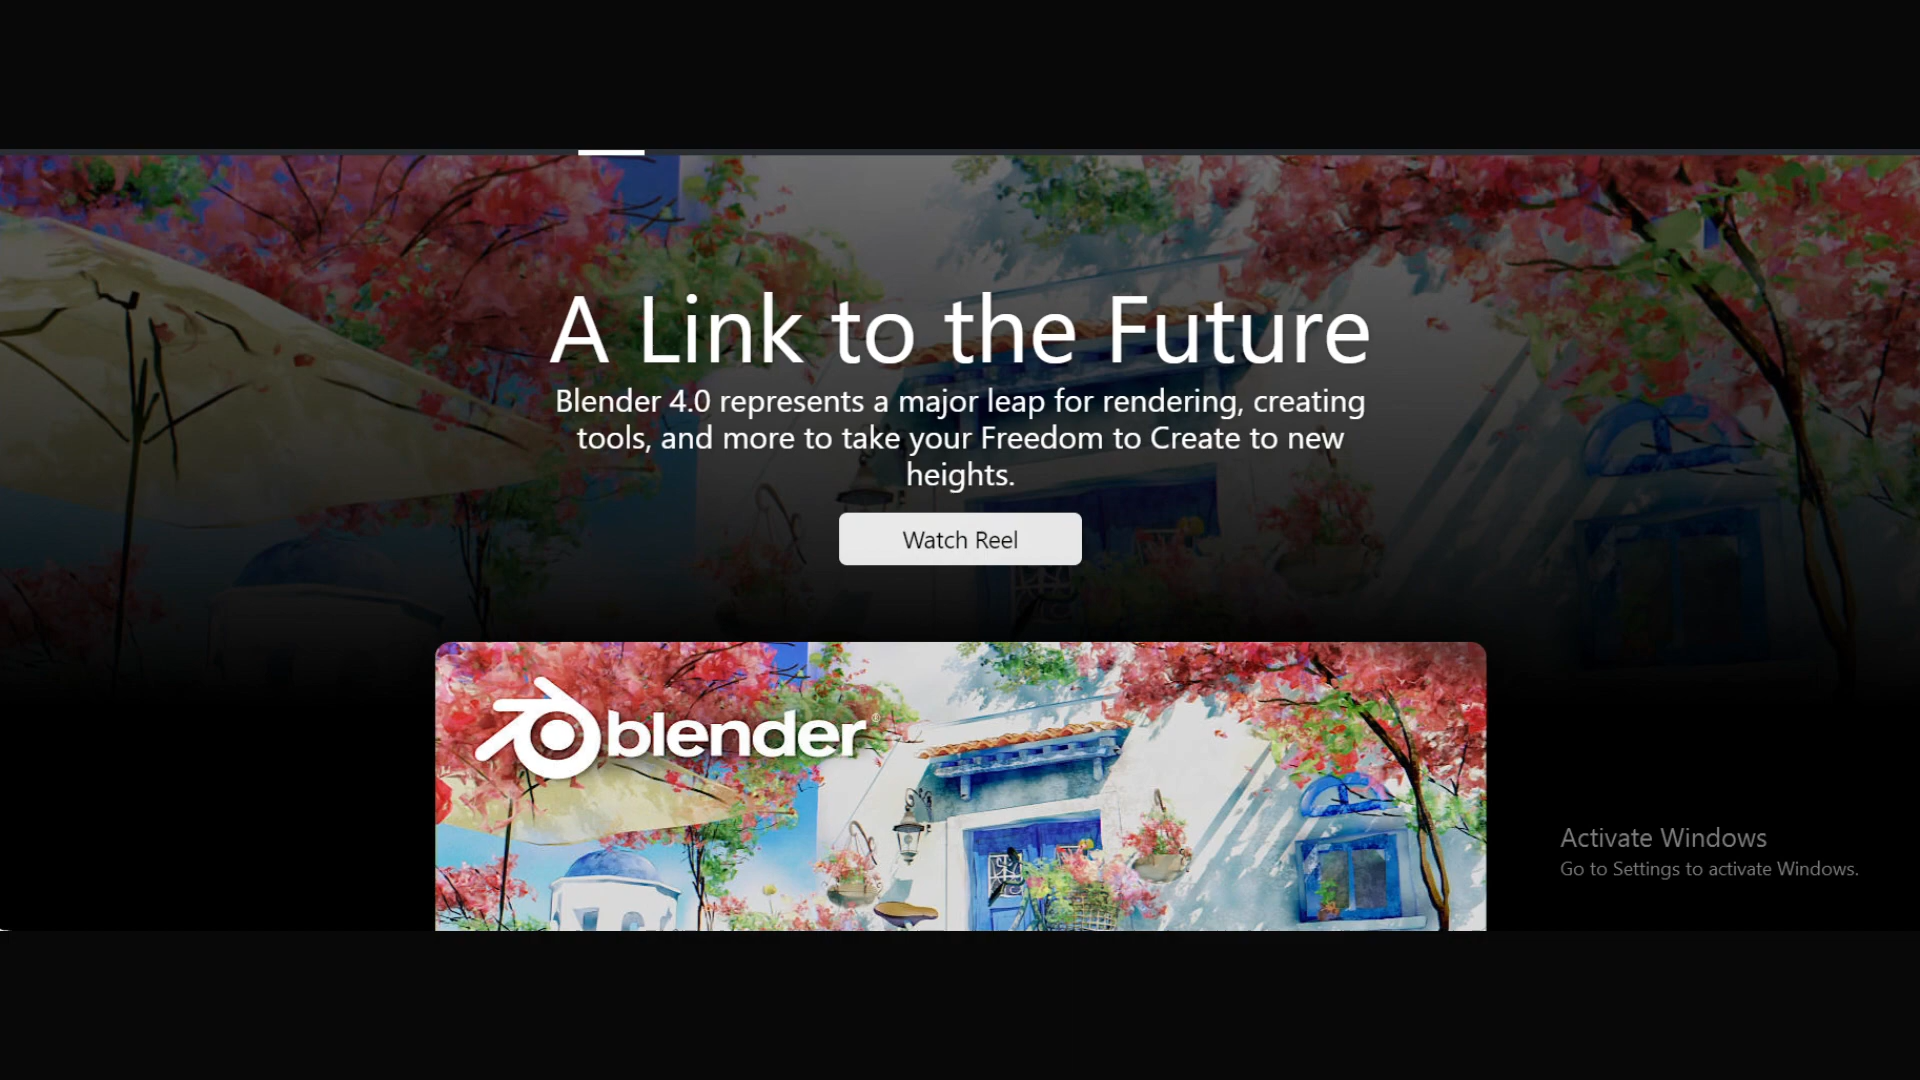 A Link to the Future
Blender 4.0 represents a major leap for rendering, creating
tools, and more to take your Freedom to Create to new
heights.
Watch Reel
blender®
Activate Windows
Go to Settings to activate Windows.